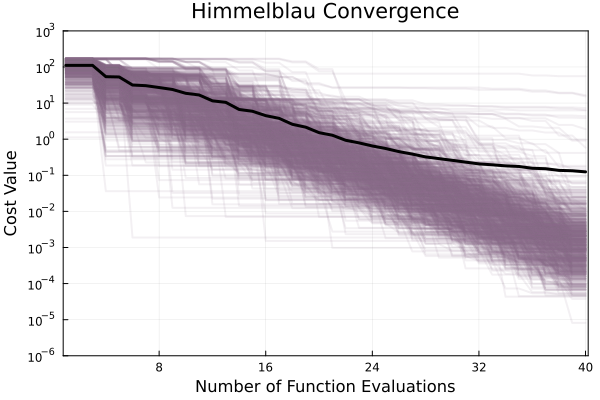 Himmelblau Convergence
Cost Value
10³
10²
10¹
10⁰
10⁻¹
10⁻²
10⁻³
10⁻⁴
10⁻⁵
10⁻⁶
8 16 24 32 40
Number of Function Evaluations